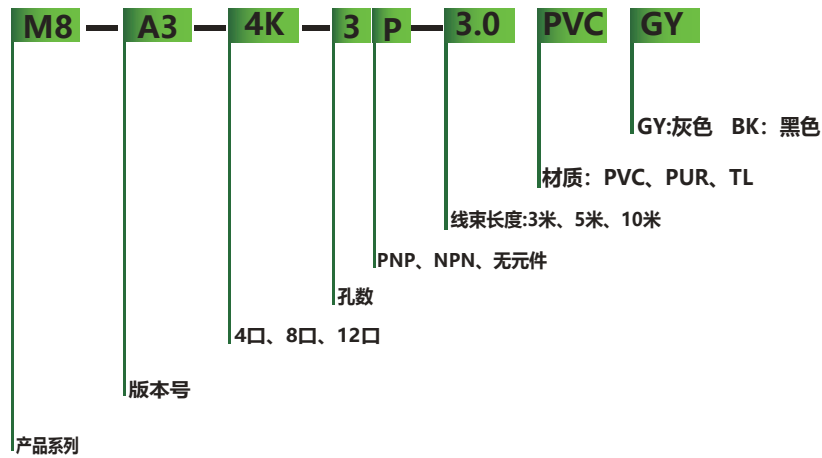 M8 — A3 — 4K — 3 P — 3.0 PVC GY
GY:灰色 BK：黑色
材质：PVC、PUR、TL
线束长度:3米、5米、10米
PNP、NPN、无元件
孔数
4口、8口、12口
版本号
产品系列